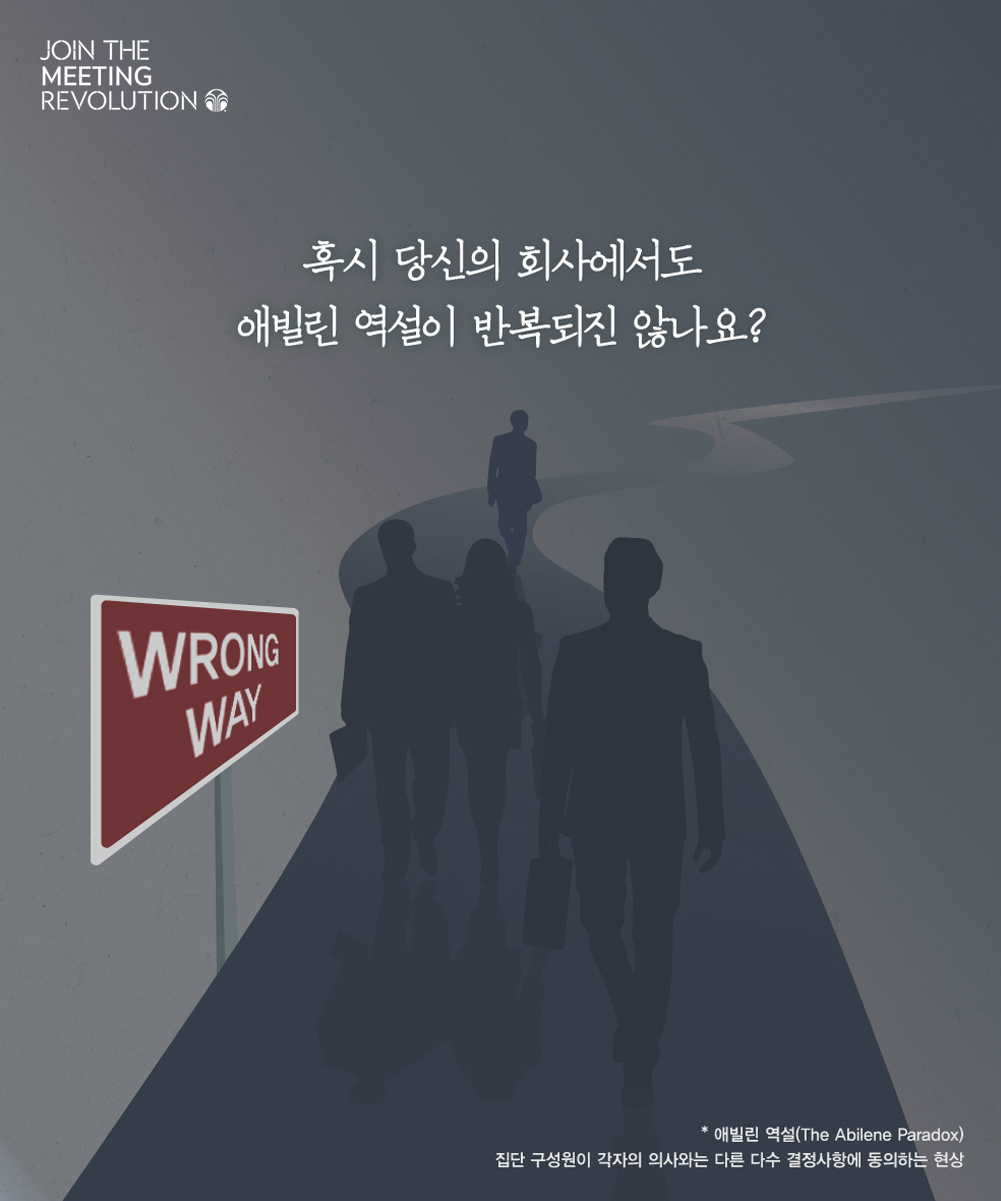 JOIN THE
MEETING
REVOLUTION
혹시 당신의 회사에서도
애빌린 역설이 반복되진 않나요?
WRONG
WAY
* 애빌린 역설(The Abilene Paradox)
집단 구성원이 각자의 의사와는 다른 다수 결정사항에 동의하는 현상